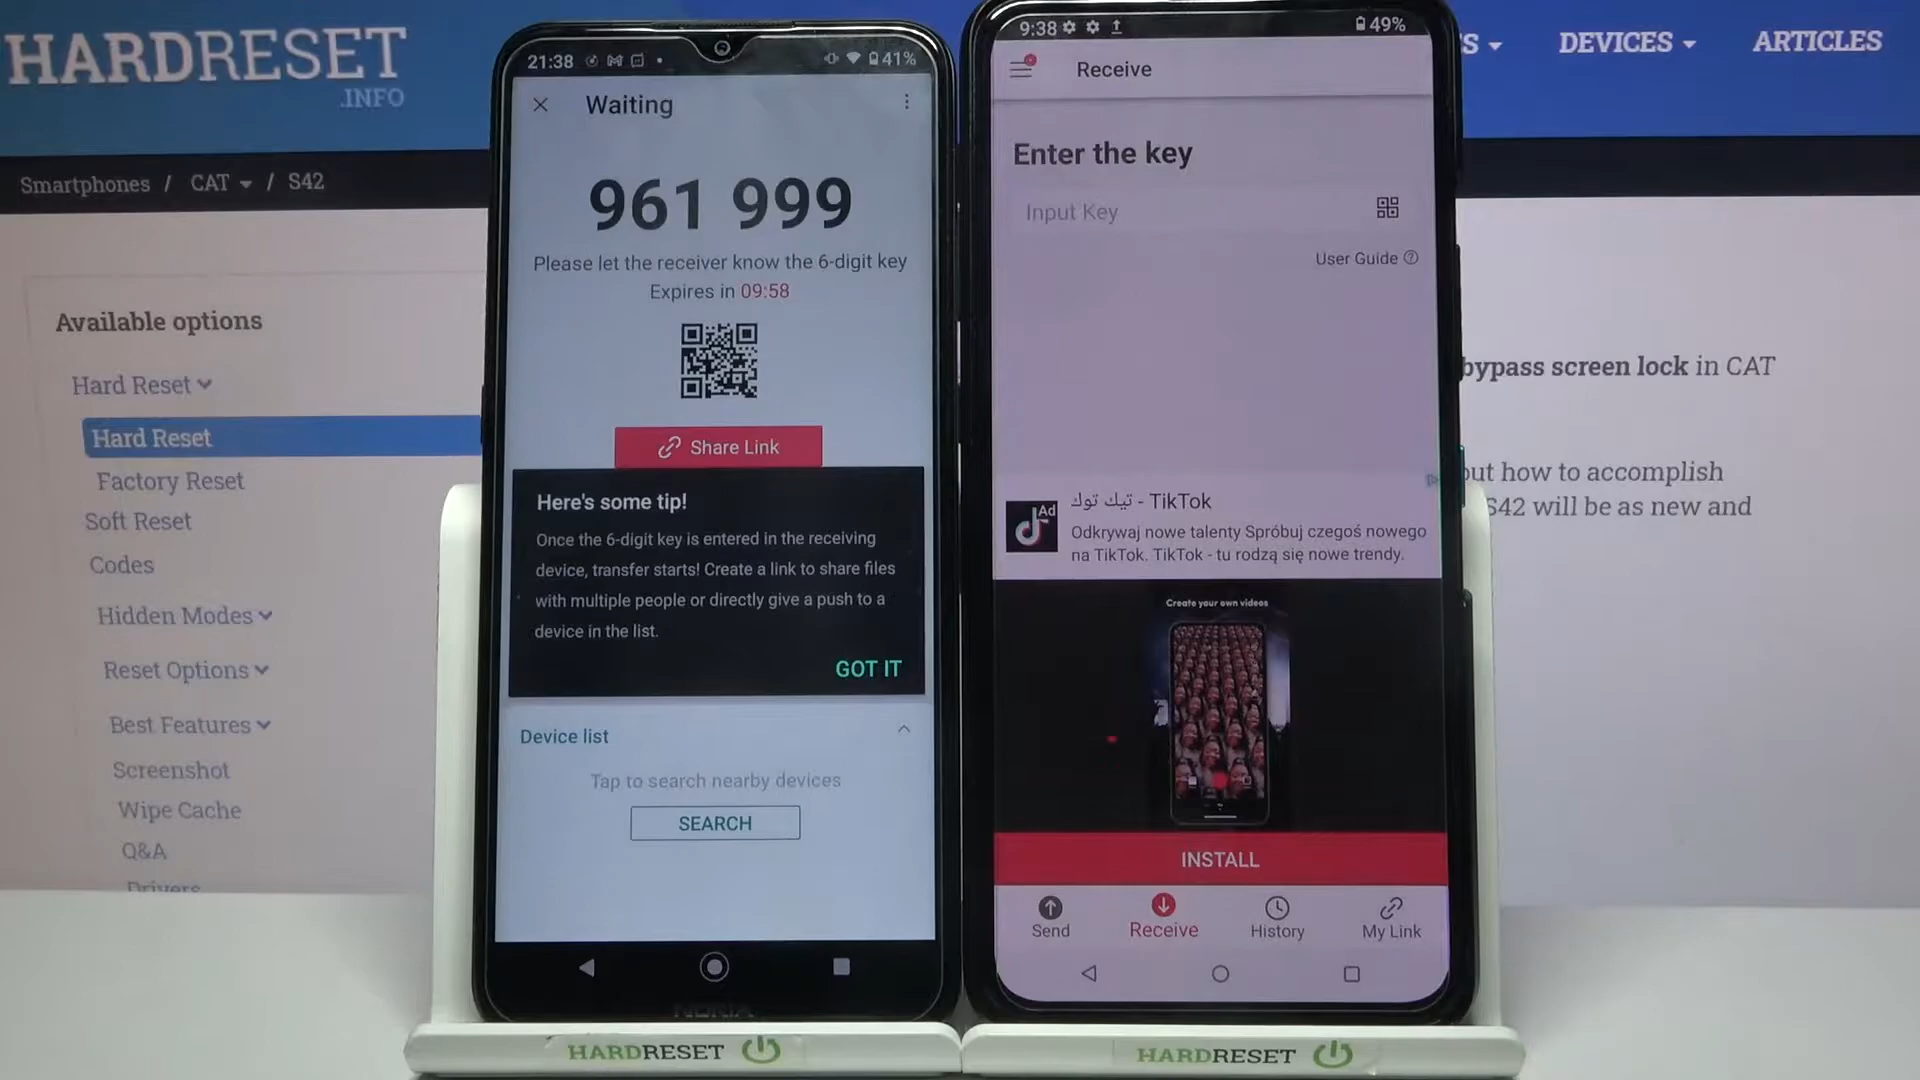 HARDRESET
.INFO
S
DEVICES
ARTICLES
Smartphones / CAT / S42
Available options
Hard Reset
Hard Reset
Factory Reset
Soft Reset
Codes
Hidden Modes
Reset Options
Best Features
Screenshot
Wipe Cache
Q&A
Drivers
bypass screen lock in CAT
out how to accomplish
S42 will be as new and
21:38
41%
Waiting
961 999
Please let the receiver know the 6-digit key
Expires in 09:58
Share Link
Here's some tip!
Once the 6-digit key is entered in the receiving
device, transfer starts! Create a link to share files
with multiple people or directly give a push to a
device in the list.
GOT IT
Device list
Tap to search nearby devices
SEARCH
NOKIA
HARDRESET
9:38
49%
Receive
Enter the key
Input Key
User Guide
Ad
تيك توك - TikTok
Odkrywaj nowe talenty Spróbuj czegoś nowego
na TikTok. TikTok - tu rodzą się nowe trendy.
Create your own videos
INSTALL
Send
Receive
History
My Link
HARDRESET